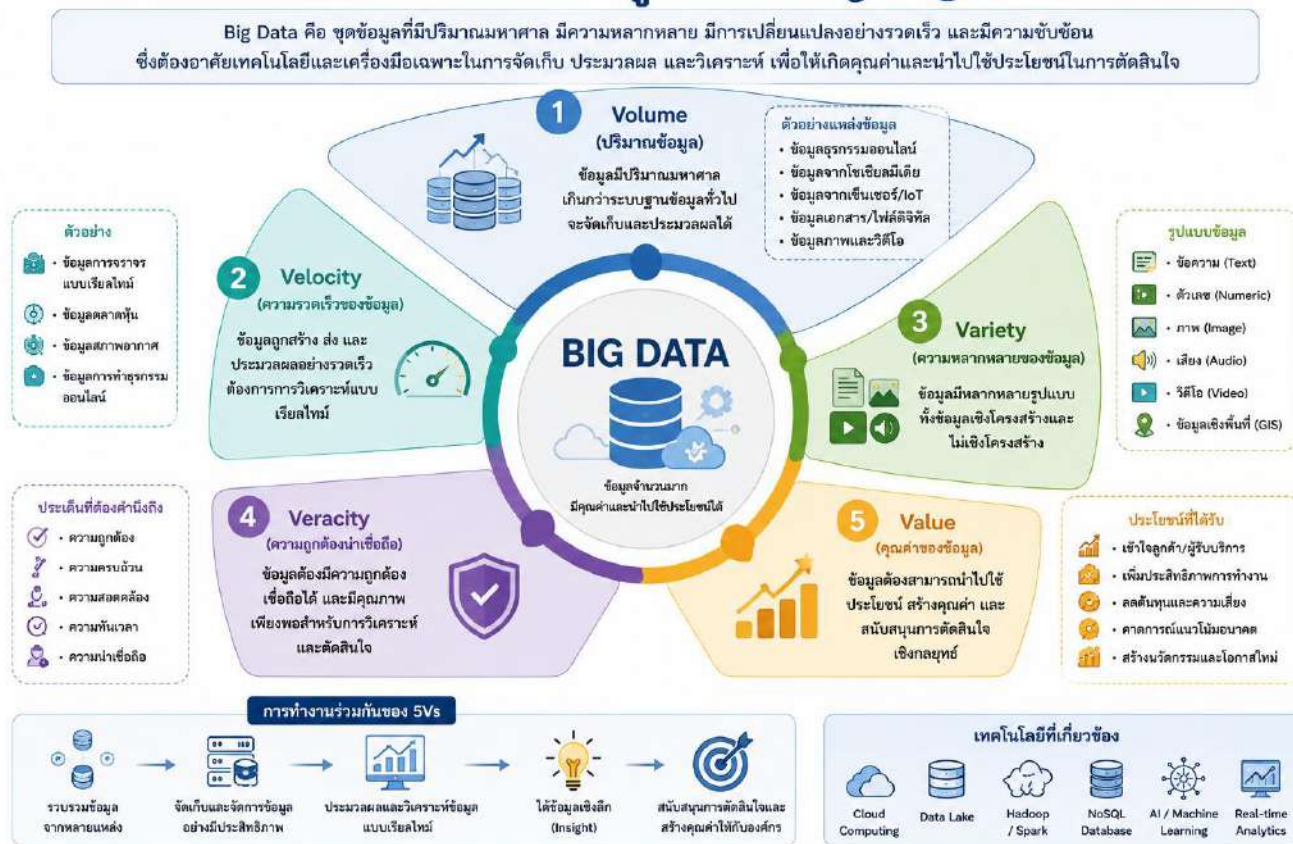 Big Data คือ ชุดข้อมูลที่มีปริมาณมหาศาล มีความหลากหลาย มีการเปลี่ยนแปลงอย่างรวดเร็ว และมีความซับซ้อน
ซึ่งต้องอาศัยเทคโนโลยีและเครื่องมือเฉพาะในการจัดเก็บ ประมวลผล และวิเคราะห์ เพื่อให้เกิดคุณค่าและนำไปใช้ประโยชน์ในการตัดสินใจ
1
Volume
(ปริมาณข้อมูล)
ข้อมูลมีปริมาณมหาศาล
เกินกว่าระบบฐานข้อมูลทั่วไป
จะจัดเก็บและประมวลผลได้
ตัวอย่างแหล่งข้อมูล
• ข้อมูลธุรกรรมออนไลน์
• ข้อมูลจากโซเชียลมีเดีย
• ข้อมูลจากเซ็นเซอร์/IoT
• ข้อมูลเอกสาร/ไฟล์ดิจิทัล
• ข้อมูลภาพและวิดีโอ
ตัวอย่าง
• ข้อมูลการจราจร
แบบเรียลไทม์
• ข้อมูลตลาดหุ้น
• ข้อมูลสภาพอากาศ
• ข้อมูลการทำธุรกรรม
ออนไลน์
2
Velocity
(ความรวดเร็วของข้อมูล)
ข้อมูลถูกสร้าง ส่ง และ
ประมวลผลอย่างรวดเร็ว
ต้องการการวิเคราะห์แบบ
เรียลไทม์
BIG DATA
ข้อมูลจำนวนมาก
มีคุณค่าและนำไปใช้ประโยชน์ได้
3
Variety
(ความหลากหลายของข้อมูล)
ข้อมูลมีหลากหลายรูปแบบ
ทั้งข้อมูลเชิงโครงสร้างและ
ไม่เชิงโครงสร้าง
รูปแบบข้อมูล
• ข้อความ (Text)
• ตัวเลข (Numeric)
• ภาพ (Image)
• เสียง (Audio)
• วิดีโอ (Video)
• ข้อมูลเชิงพื้นที่ (GIS)
ประเด็นที่ต้องคำนึงถึง
• ความถูกต้อง
• ความครบถ้วน
• ความสอดคล้อง
• ความทันเวลา
• ความน่าเชื่อถือ
4
Veracity
(ความถูกต้องน่าเชื่อถือ)
ข้อมูลต้องมีความถูกต้อง
เชื่อถือได้ และมีคุณภาพ
เพียงพอสำหรับการวิเคราะห์
และตัดสินใจ
5
Value
(คุณค่าของข้อมูล)
ข้อมูลต้องสามารถนำไปใช้
ประโยชน์ สร้างคุณค่า และ
สนับสนุนการตัดสินใจ
เชิงกลยุทธ์
ประโยชน์ที่ได้รับ
• เข้าใจลูกค้า/ผู้รับบริการ
• เพิ่มประสิทธิภาพการทำงาน
• ลดต้นทุนและความเสี่ยง
• คาดการณ์แนวโน้มอนาคต
• สร้างนวัตกรรมและโอกาสใหม่
การทำงานร่วมกันของ 5Vs
รวบรวมข้อมูล
จากหลายแหล่ง
จัดเก็บและจัดการข้อมูล
อย่างมีประสิทธิภาพ
ประมวลผลและวิเคราะห์ข้อมูล
แบบเรียลไทม์
ได้ข้อมูลเชิงลึก
(Insight)
สนับสนุนการตัดสินใจและ
สร้างคุณค่าให้กับองค์กร
เทคโนโลยีที่เกี่ยวข้อง
Cloud
Computing
Data Lake
Hadoop
/ Spark
NoSQL
Database
AI / Machine
Learning
Real-time
Analytics